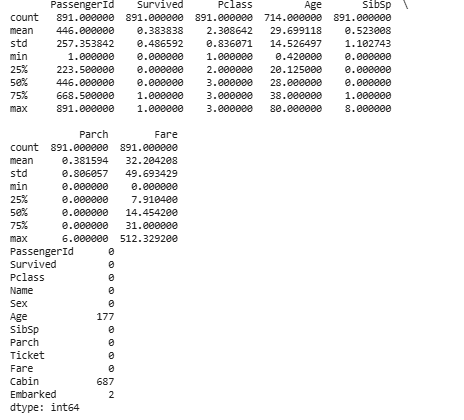 PassengerId Survived Pclass Age SibSp \
count 891.000000 891.000000 891.000000 714.000000 891.000000
mean 446.000000 0.383838 2.308642 29.699118 0.523008
std 257.353842 0.486592 0.836071 14.526497 1.102743
min 1.000000 0.000000 1.000000 0.420000 0.000000
25% 223.500000 0.000000 2.000000 20.125000 0.000000
50% 446.000000 0.000000 3.000000 28.000000 0.000000
75% 668.500000 1.000000 3.000000 38.000000 1.000000
max 891.000000 1.000000 3.000000 80.000000 8.000000
Parch Fare
count 891.000000 891.000000
mean 0.381594 32.204208
std 0.806057 49.693429
min 0.000000 0.000000
25% 0.000000 7.910400
50% 0.000000 14.454200
75% 0.000000 31.000000
max 6.000000 512.329200
PassengerId 0
Survived 0
Pclass 0
Name 0
Sex 0
Age 177
SibSp 0
Parch 0
Ticket 0
Fare 0
Cabin 687
Embarked 2
dtype: int64